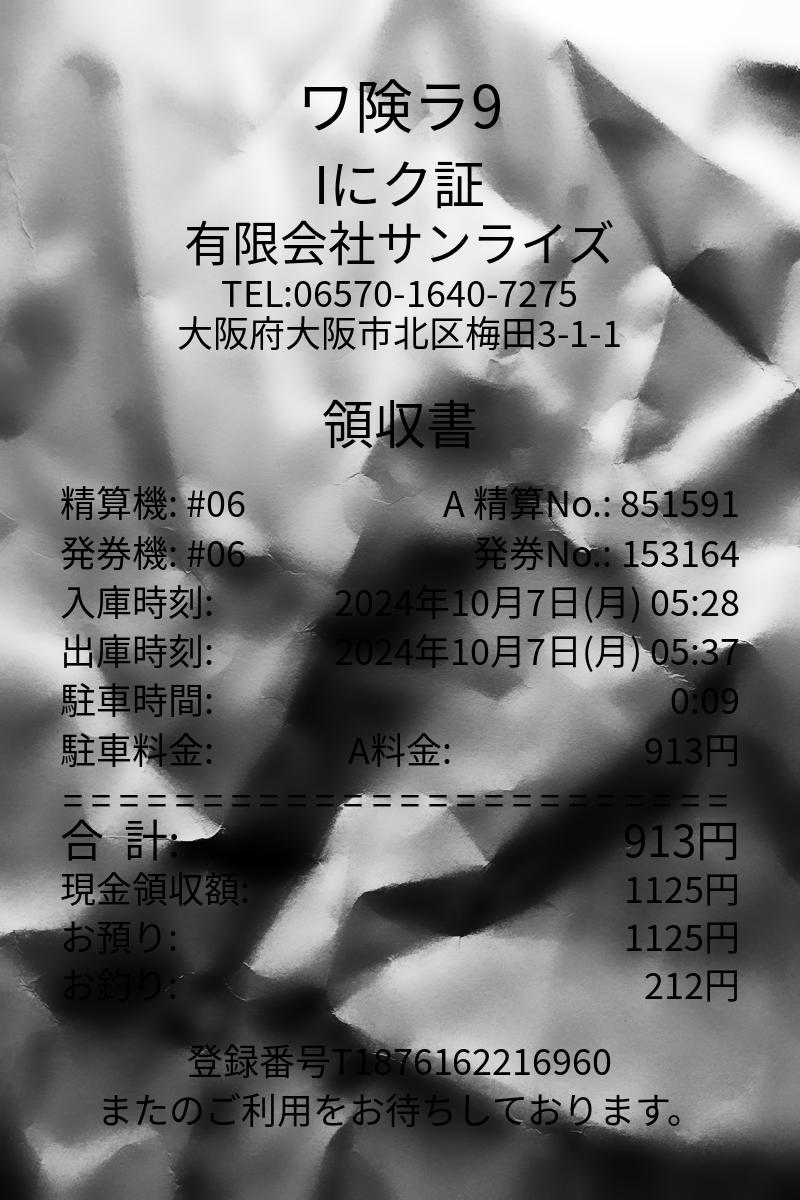 ワ険ラ9
Iにク証
有限会社サンライズ
TEL:06570-1640-7275
大阪府大阪市北区梅田3-1-1
領収書
精算機: #06 A 精算No.: 851591
発券機: #06 発券No.: 153164
入庫時刻: 2024年10月7日(月) 05:28
出庫時刻: 2024年10月7日(月) 05:37
駐車時間: 0:09
駐車料金: A料金: 913円
========================
合 計: 913円
現金領収額: 1125円
お預り: 1125円
お釣り: 212円
登録番号T1876162216960
またのご利用をお待ちしております。